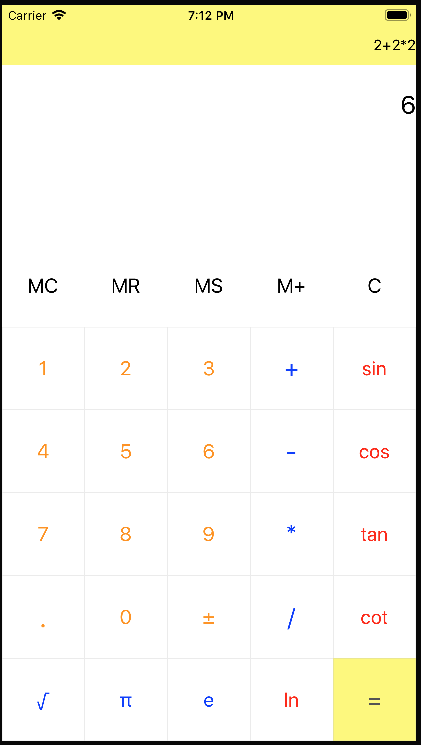 Carrier 7:12 PM
2+2*2
6
MC MR MS M+ C
1 2 3 + sin
4 5 6 - cos
7 8 9 * tan
. 0 ± / cot
√ π e ln =